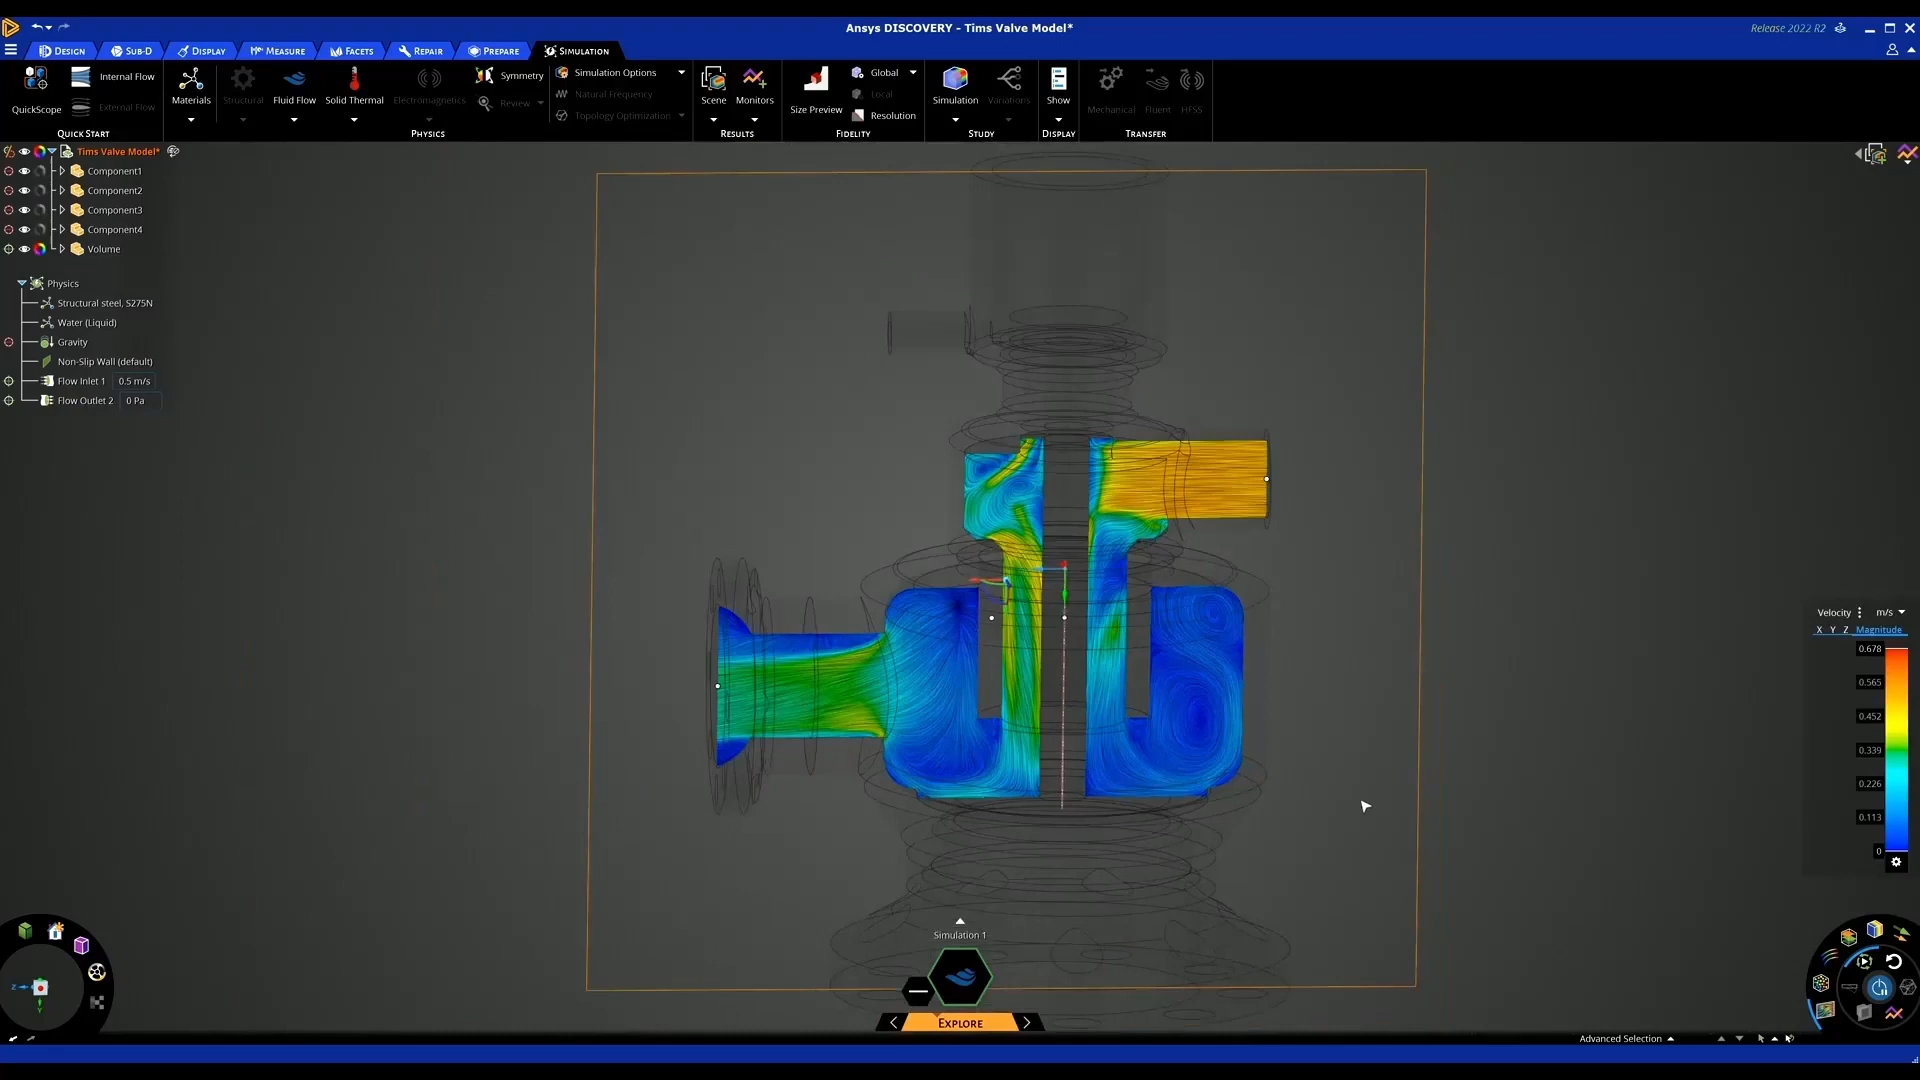 Ansys DISCOVERY - Tims Valve Model*
Release 2022 R2
DESIGN
SUB-D
DISPLAY
MEASURE
FACETS
REPAIR
PREPARE
SIMULATION
QuickScope
Internal Flow
External Flow
QUICK START
Materials
Structural
Fluid Flow
Solid Thermal
Electromagnetics
Symmetry
Review
Simulation Options
Natural Frequency
Topology Optimization
PHYSICS
Scene
Monitors
RESULTS
Size Preview
Global
Local
Resolution
FIDELITY
Simulation
Variations
STUDY
Show
DISPLAY
Mechanical
Fluent
HFSS
TRANSFER
Tims Valve Model*
Component1
Component2
Component3
Component4
Volume
Physics
Structural steel, S275N
Water (Liquid)
Gravity
Non-Slip Wall (default)
Flow Inlet 1 0.5 m/s
Flow Outlet 2 0 Pa
Velocity m/s
X Y Z Magnitude
0.678
0.565
0.452
0.339
0.226
0.113
0
Simulation 1
EXPLORE
Z
Y
Advanced Selection